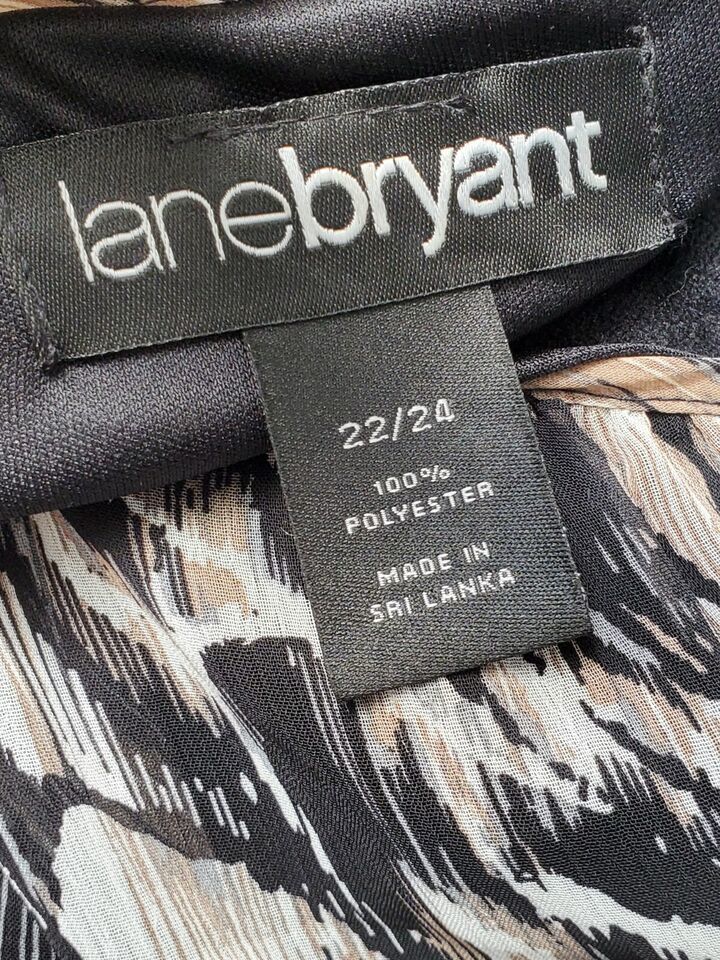 lanebryant
22/24
100%
POLYESTER
MADE IN
SRI LANKA